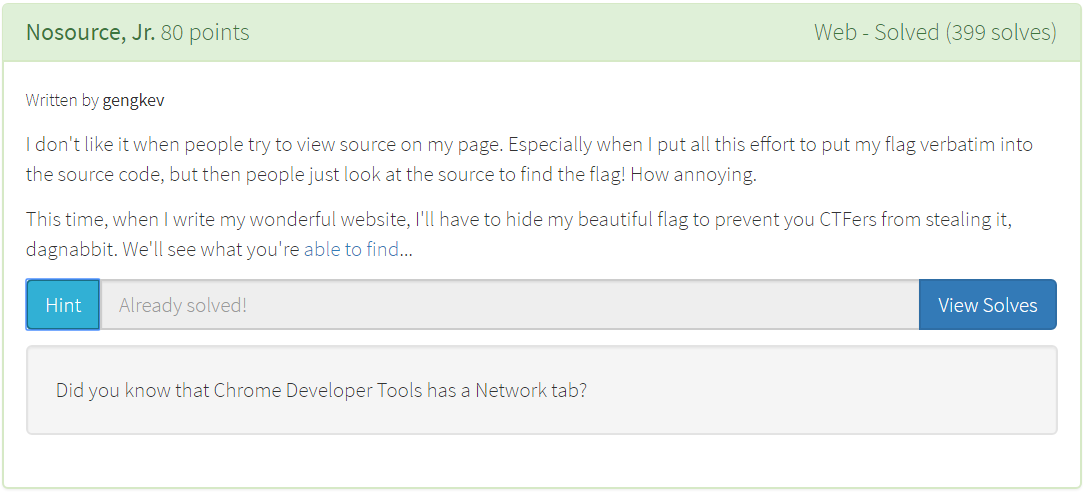 Nosource, Jr. 80 points
Web - Solved (399 solves)
Written by gengkev
I don't like it when people try to view source on my page. Especially when I put all this effort to put my flag verbatim into
the source code, but then people just look at the source to find the flag! How annoying.
This time, when I write my wonderful website, I'll have to hide my beautiful flag to prevent you CTFers from stealing it,
dagnabbit. We'll see what you're able to find...
Hint
Already solved!
View Solves
Did you know that Chrome Developer Tools has a Network tab?